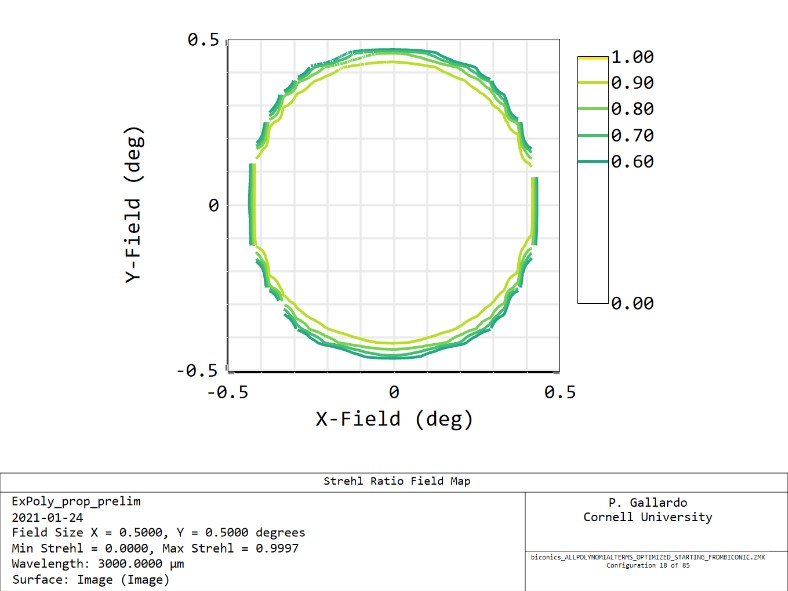 0.5
0
-0.5
Y-Field (deg)
-0.5
0
0.5
X-Field (deg)
1.00
0.90
0.80
0.70
0.60
0.00
Strehl Ratio Field Map
ExPoly_prop_prelim
2021-01-24
Field Size X = 0.5000, Y = 0.5000 degrees
Min Strehl = 0.0000, Max Strehl = 0.9997
Wavelength: 3000.0000 µm
Surface: Image (Image)
P. Gallardo
Cornell University
biconics_ALLPOLYNOMIALTERMS_OPTIMIZED_STARTING_FROMBICONIC.ZMX
Configuration 18 of 85